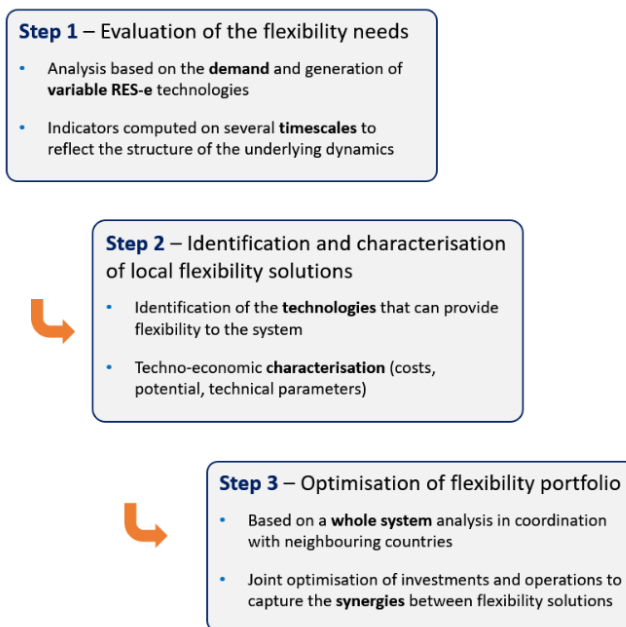 Step 1 – Evaluation of the flexibility needs
• Analysis based on the demand and generation of
variable RES-e technologies
• Indicators computed on several timescales to
reflect the structure of the underlying dynamics
Step 2 – Identification and characterisation
of local flexibility solutions
• Identification of the technologies that can provide
flexibility to the system
• Techno-economic characterisation (costs,
potential, technical parameters)
Step 3 – Optimisation of flexibility portfolio
• Based on a whole system analysis in coordination
with neighbouring countries
• Joint optimisation of investments and operations to
capture the synergies between flexibility solutions